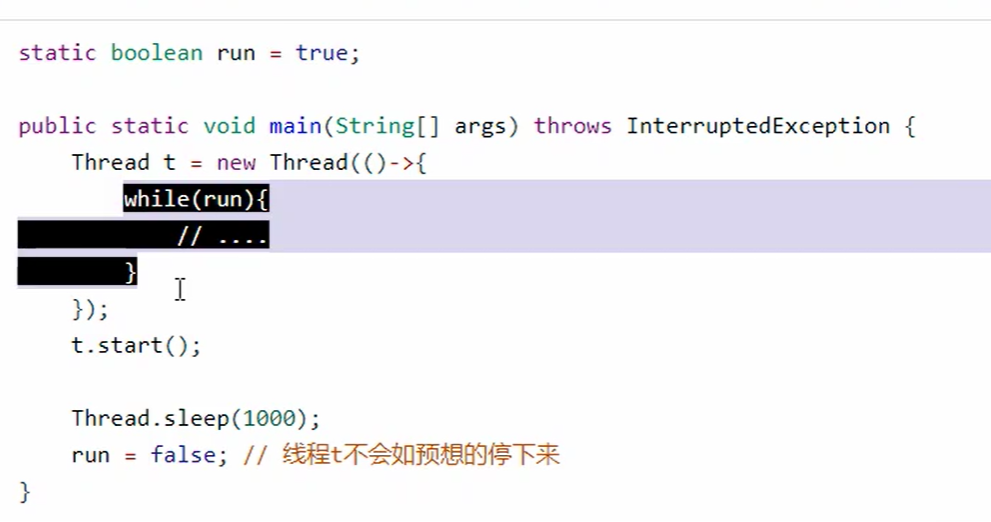 static boolean run = true;
public static void main(String[] args) throws InterruptedException {
Thread t = new Thread(()->{
while(run){
// ....
}
});
t.start();
Thread.sleep(1000);
run = false; // 线程t不会如预想的停下来
}